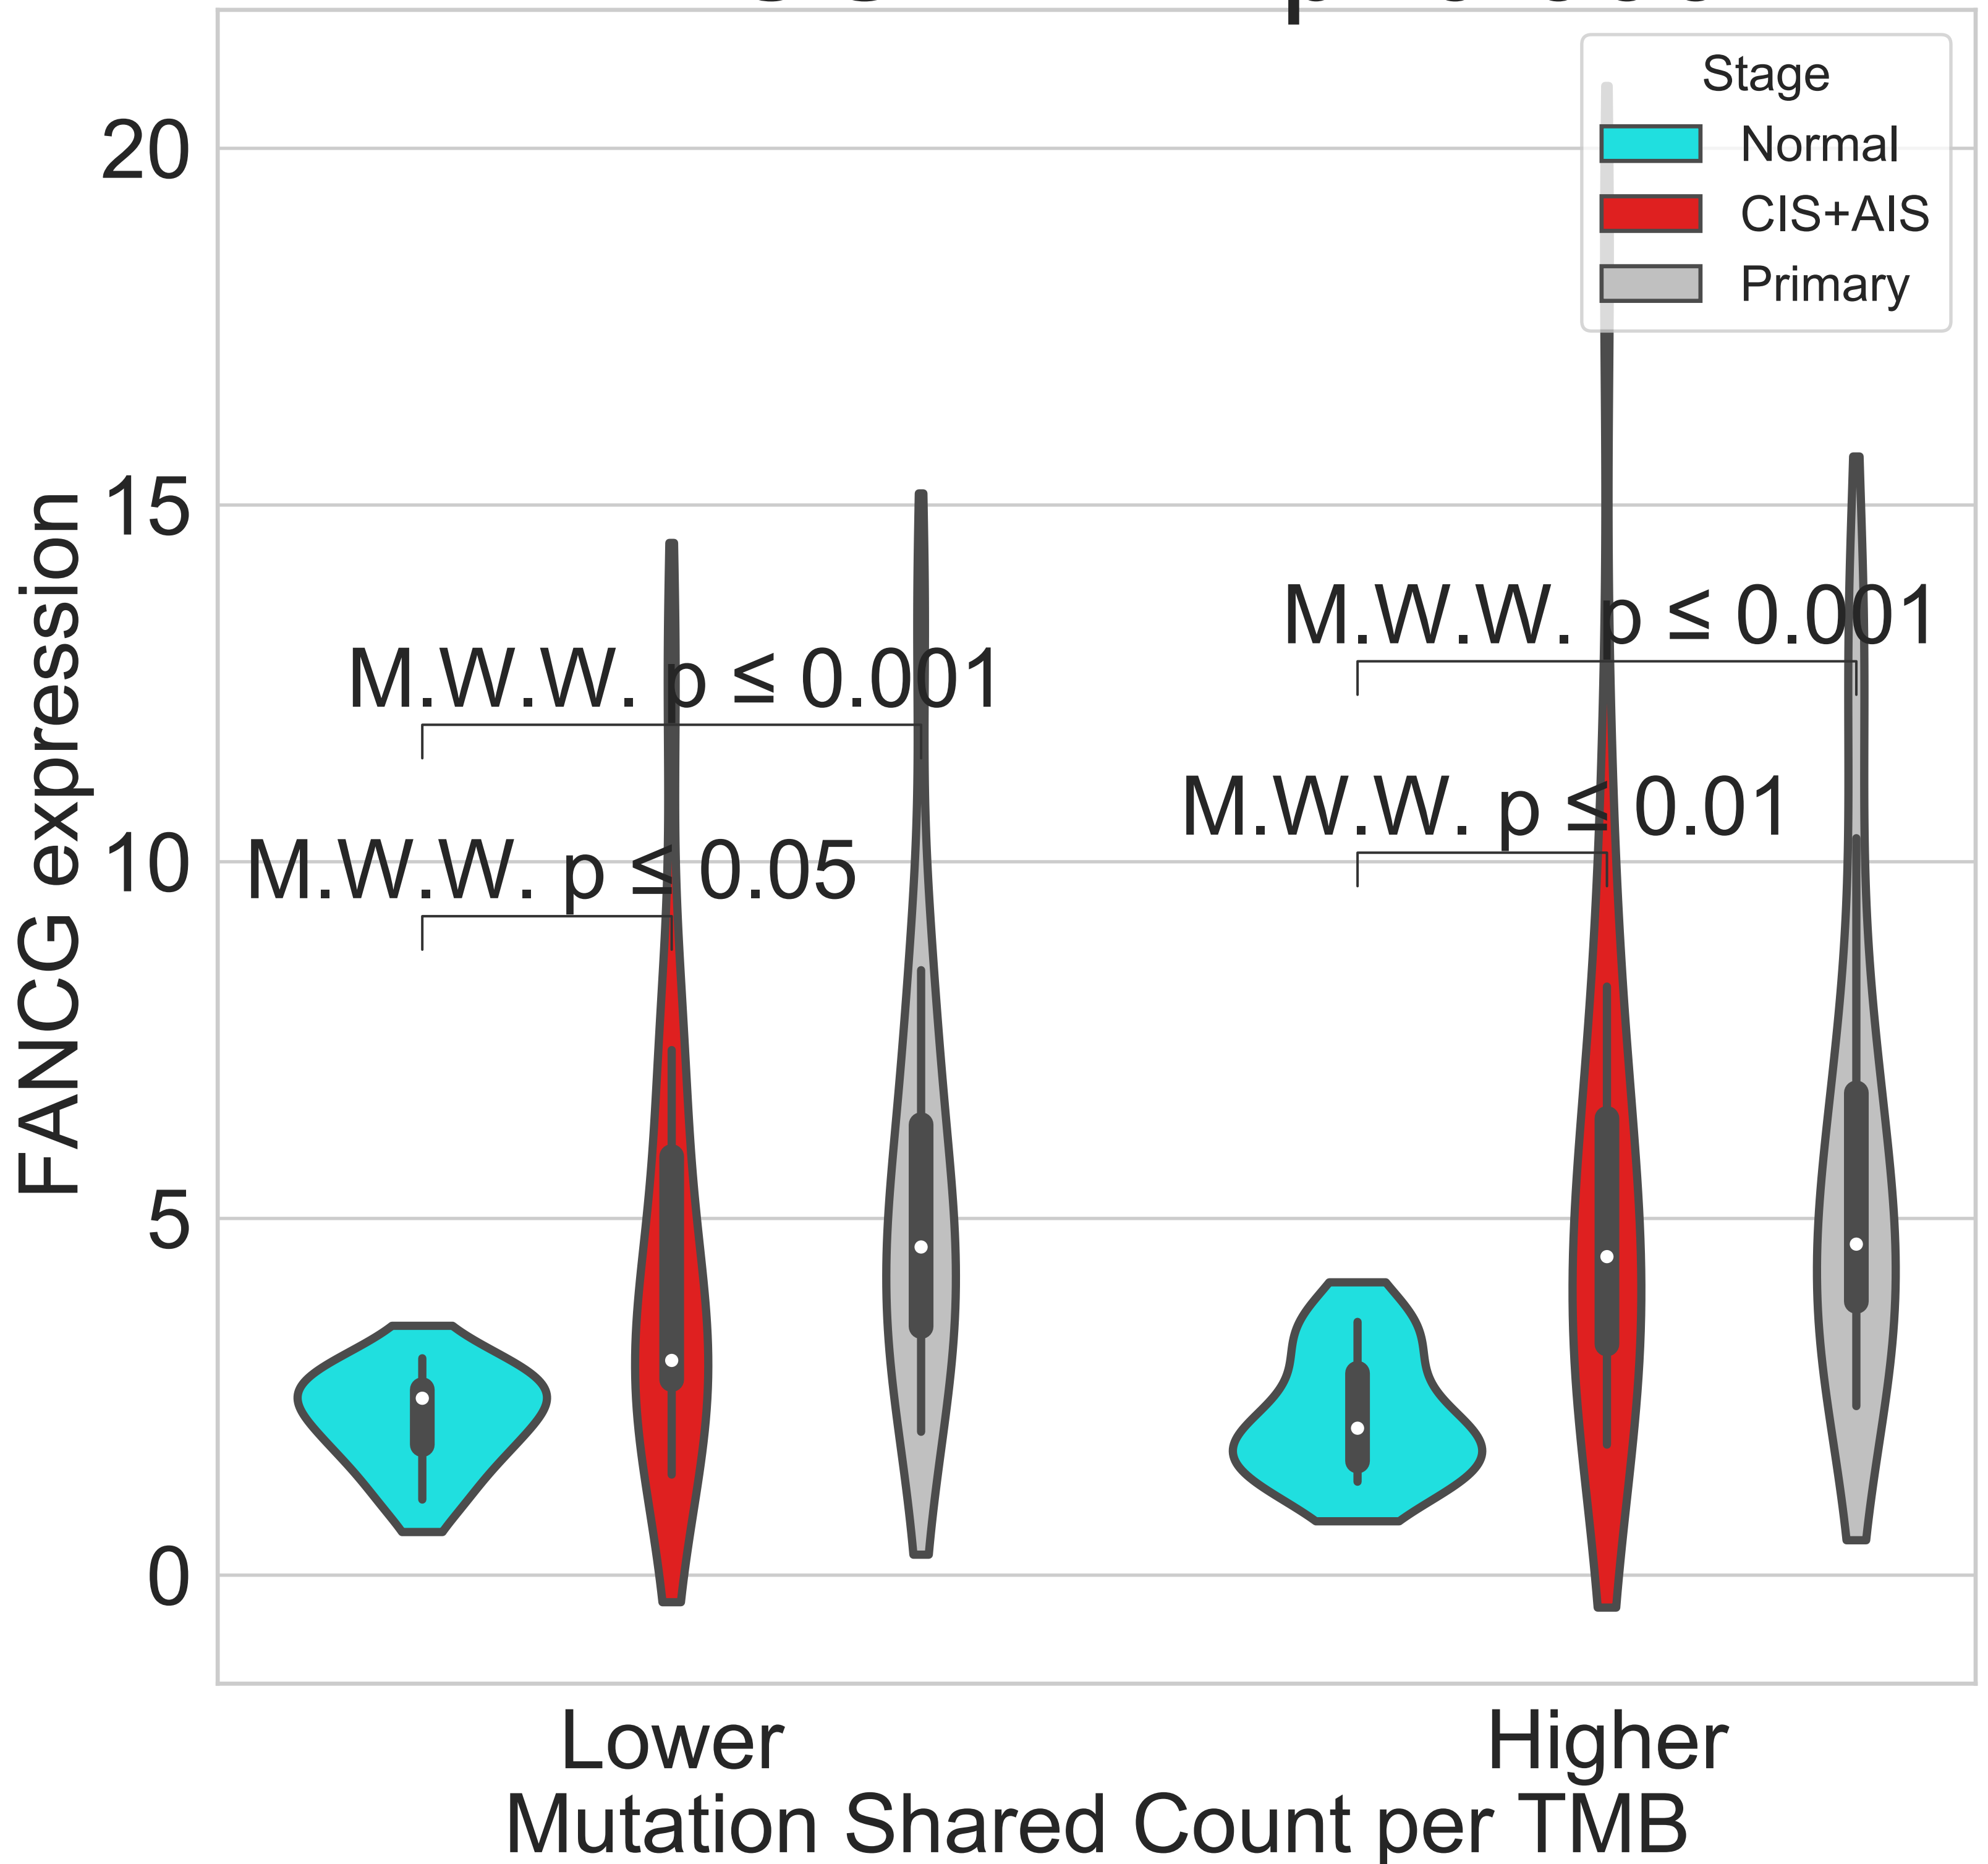 Stage
Normal
CIS+AIS
Primary
20
15
10
5
0
FANCG expression
M.W.W. p ≤ 0.001
M.W.W. p ≤ 0.05
M.W.W. p ≤ 0.001
M.W.W. p ≤ 0.01
Lower
Higher
Mutation Shared Count per TMB